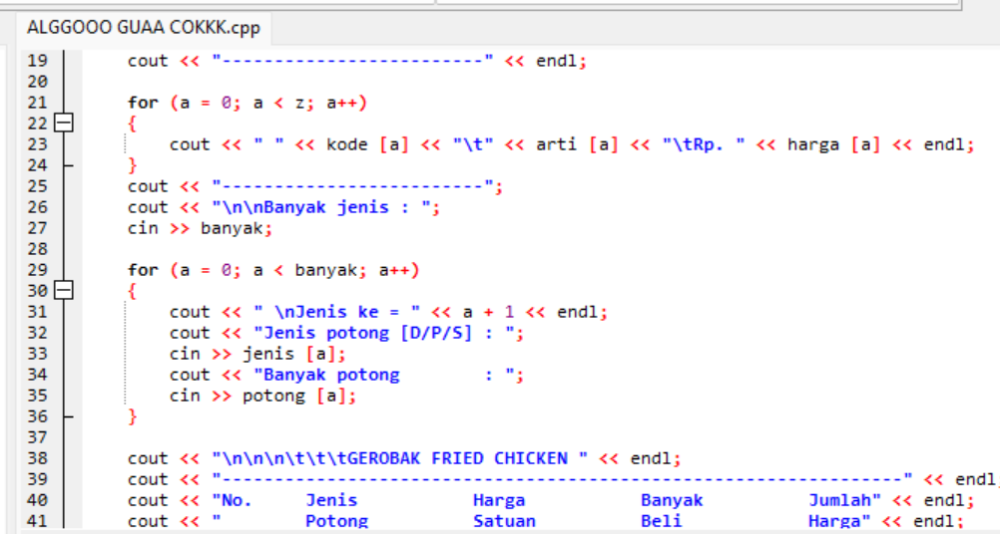 ALGGOOO GUAA COKKK.cpp
19 cout << "-------------------------" << endl;
20
21 for (a = 0; a < z; a++)
22 {
23 cout << " " << kode [a] << "\t" << arti [a] << "\tRp. " << harga [a] << endl;
24 }
25 cout << "-------------------------";
26 cout << "\n\nBanyak jenis : ";
27 cin >> banyak;
28
29 for (a = 0; a < banyak; a++)
30 {
31 cout << " \nJenis ke = " << a + 1 << endl;
32 cout << "Jenis potong [D/P/S] : ";
33 cin >> jenis [a];
34 cout << "Banyak potong        : ";
35 cin >> potong [a];
36 }
37
38 cout << "\n\n\n\t\t\tGEROBAK FRIED CHICKEN " << endl;
39 cout << "-----------------------------------------------------------------" << endl;
40 cout << "No.     Jenis           Harga           Banyak          Jumlah" << endl;
41 cout << "        Potong          Satuan          Beli            Harga" << endl;